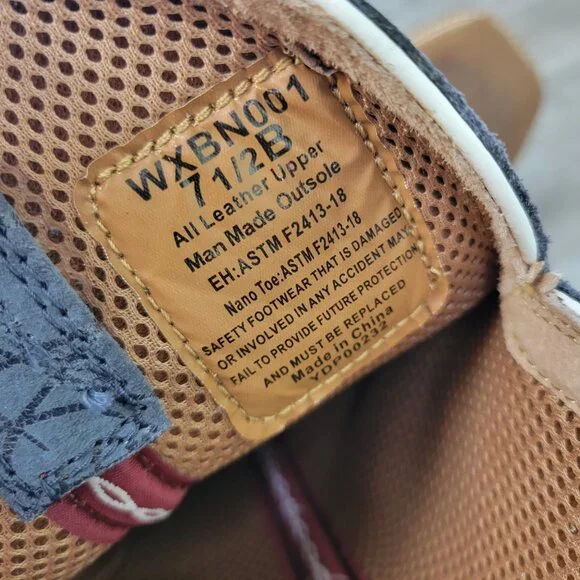 WXBN001
7 1/2B
All Leather Upper
Man Made Outsole
EH:ASTM F2413-18
Nano Toe:ASTM F2413-18
SAFETY FOOTWEAR THAT IS DAMAGED
OR INVOLVED IN ANY ACCIDENT MAY
FAIL TO PROVIDE FUTURE PROTECTION
AND MUST BE REPLACED
Made in China
YDP00232